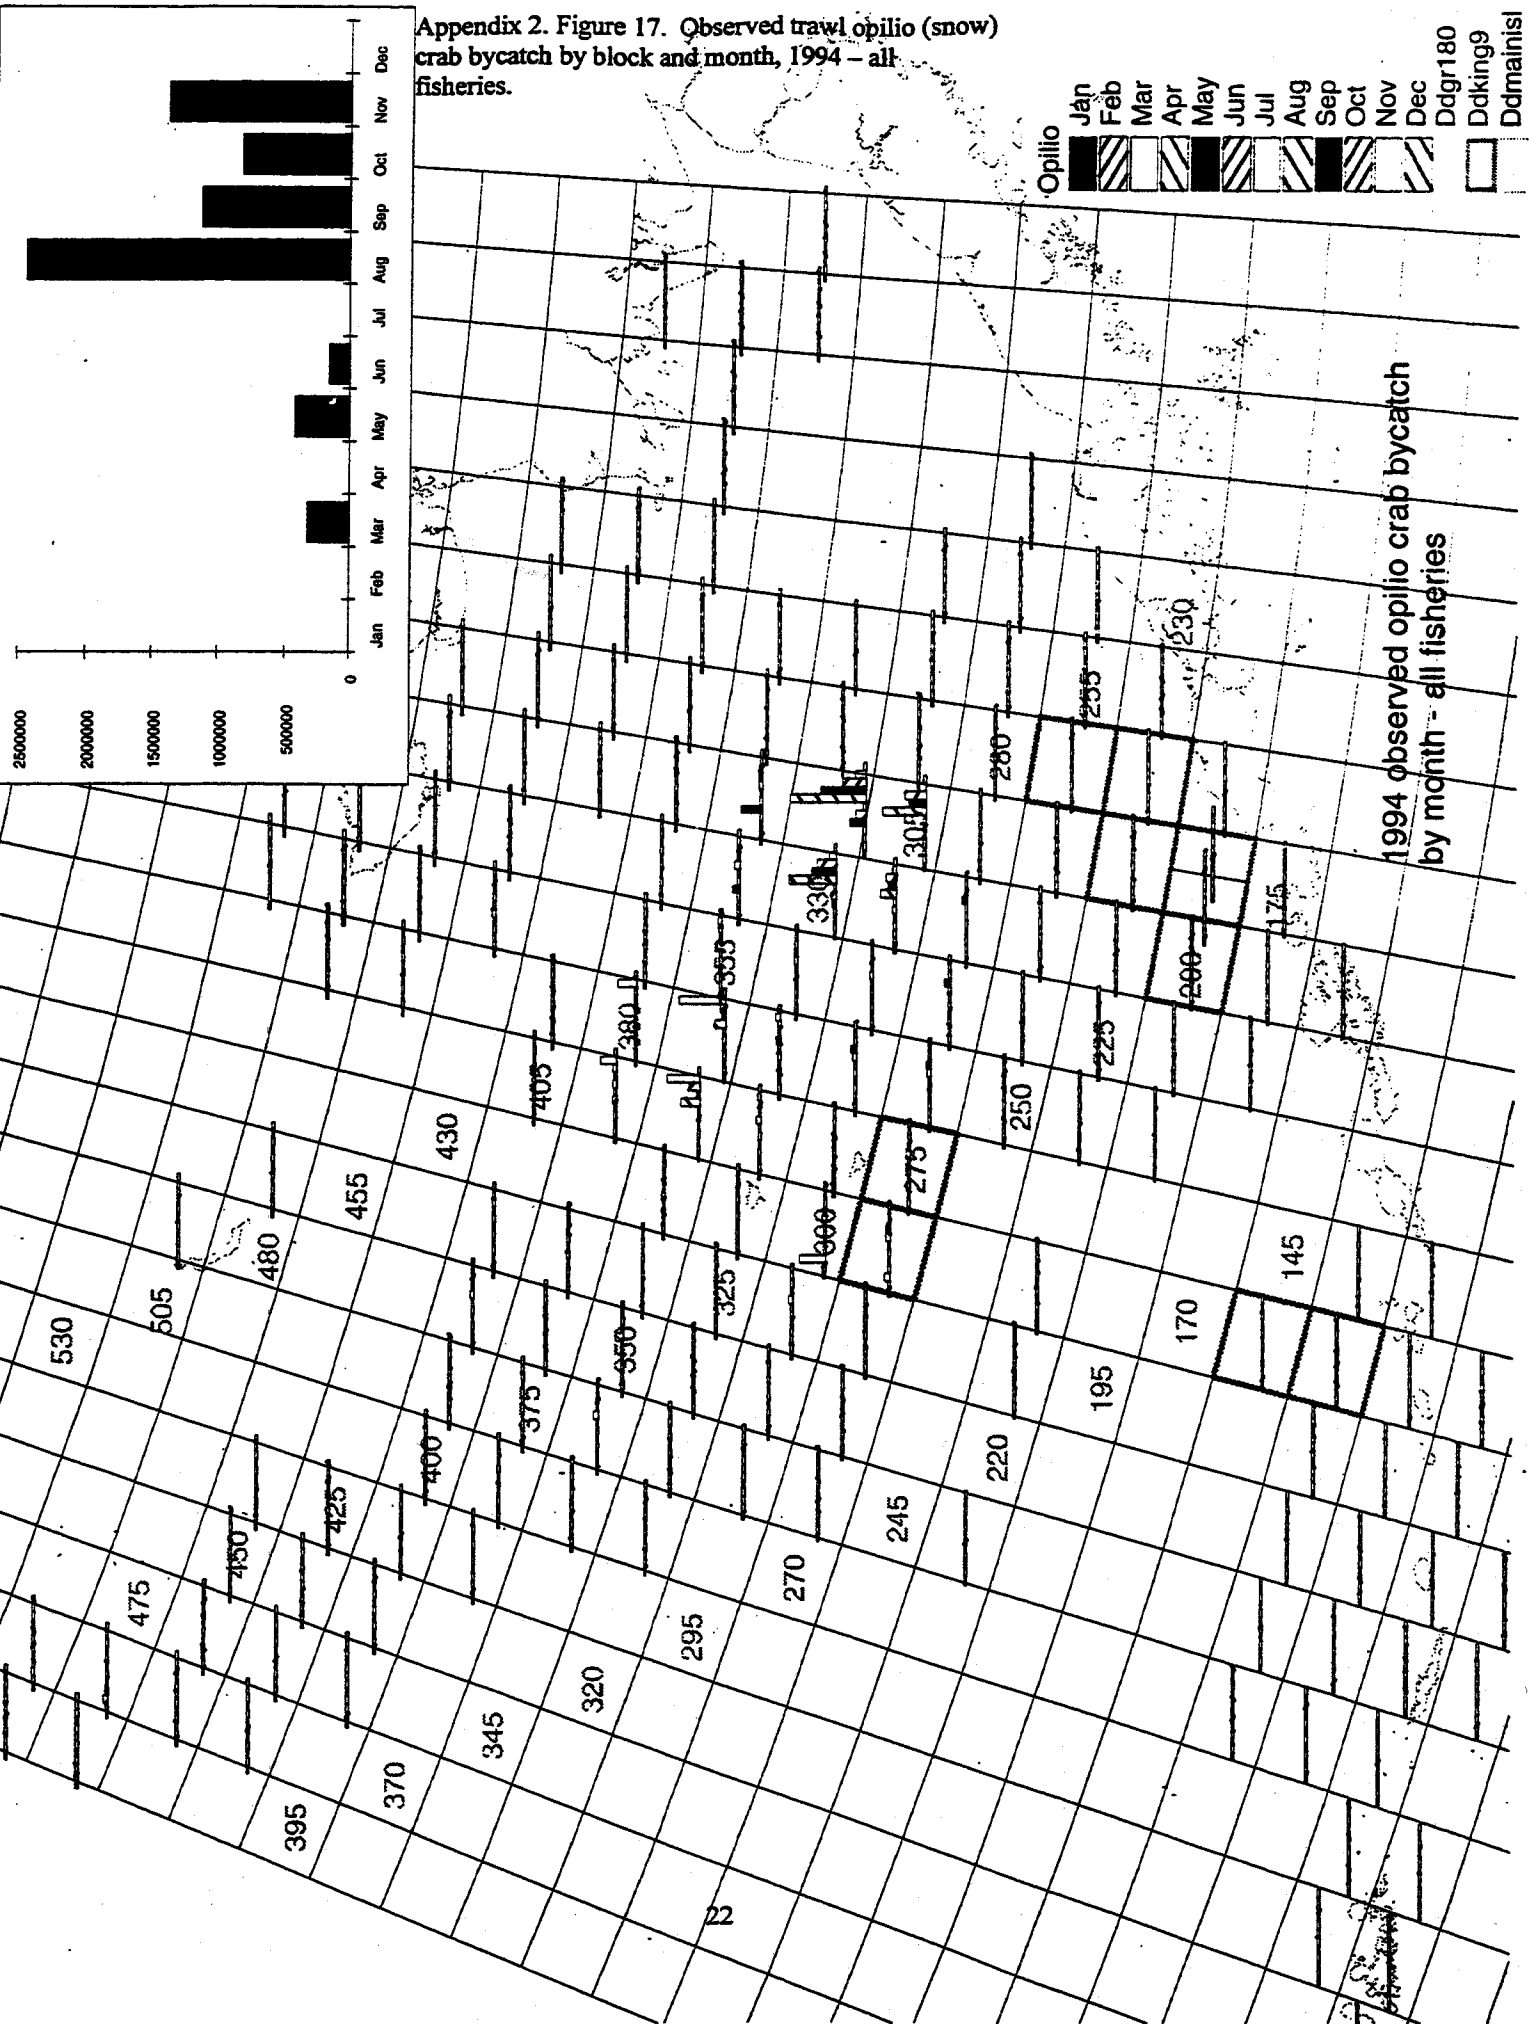 Appendix 2. Figure 17. Observed trawl opilio (snow)
crab bycatch by block and month, 1994 – all
fisheries.
2500000
2000000
1500000
1000000
500000
0
Jan
Feb
Mar
Apr
May
Jun
Jul
Aug
Sep
Oct
Nov
Dec
Opilio
Jan
Feb
Mar
Apr
May
Jun
Jul
Aug
Sep
Oct
Nov
Dec
Ddgr180
Ddking9
Ddmainisl
1994 observed opilio crab bycatch
by month - all fisheries
530
505
480
455
430
405
380
355
330
305
280
255
230
475
450
425
400
375
350
325
300
275
250
225
200
175
395
370
345
320
295
270
245
220
195
170
145
22